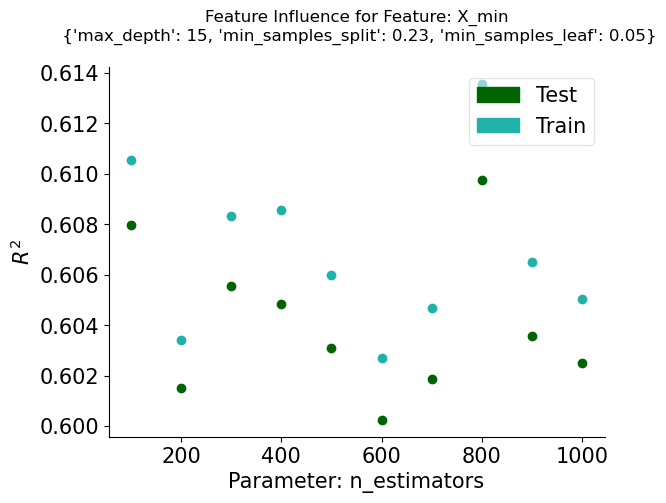 Feature Influence for Feature: X_min
{'max_depth': 15, 'min_samples_split': 0.23, 'min_samples_leaf': 0.05}
0.614
0.612
0.610
0.608
0.606
0.604
0.602
0.600
R²
Test
Train
200 400 600 800 1000
Parameter: n_estimators